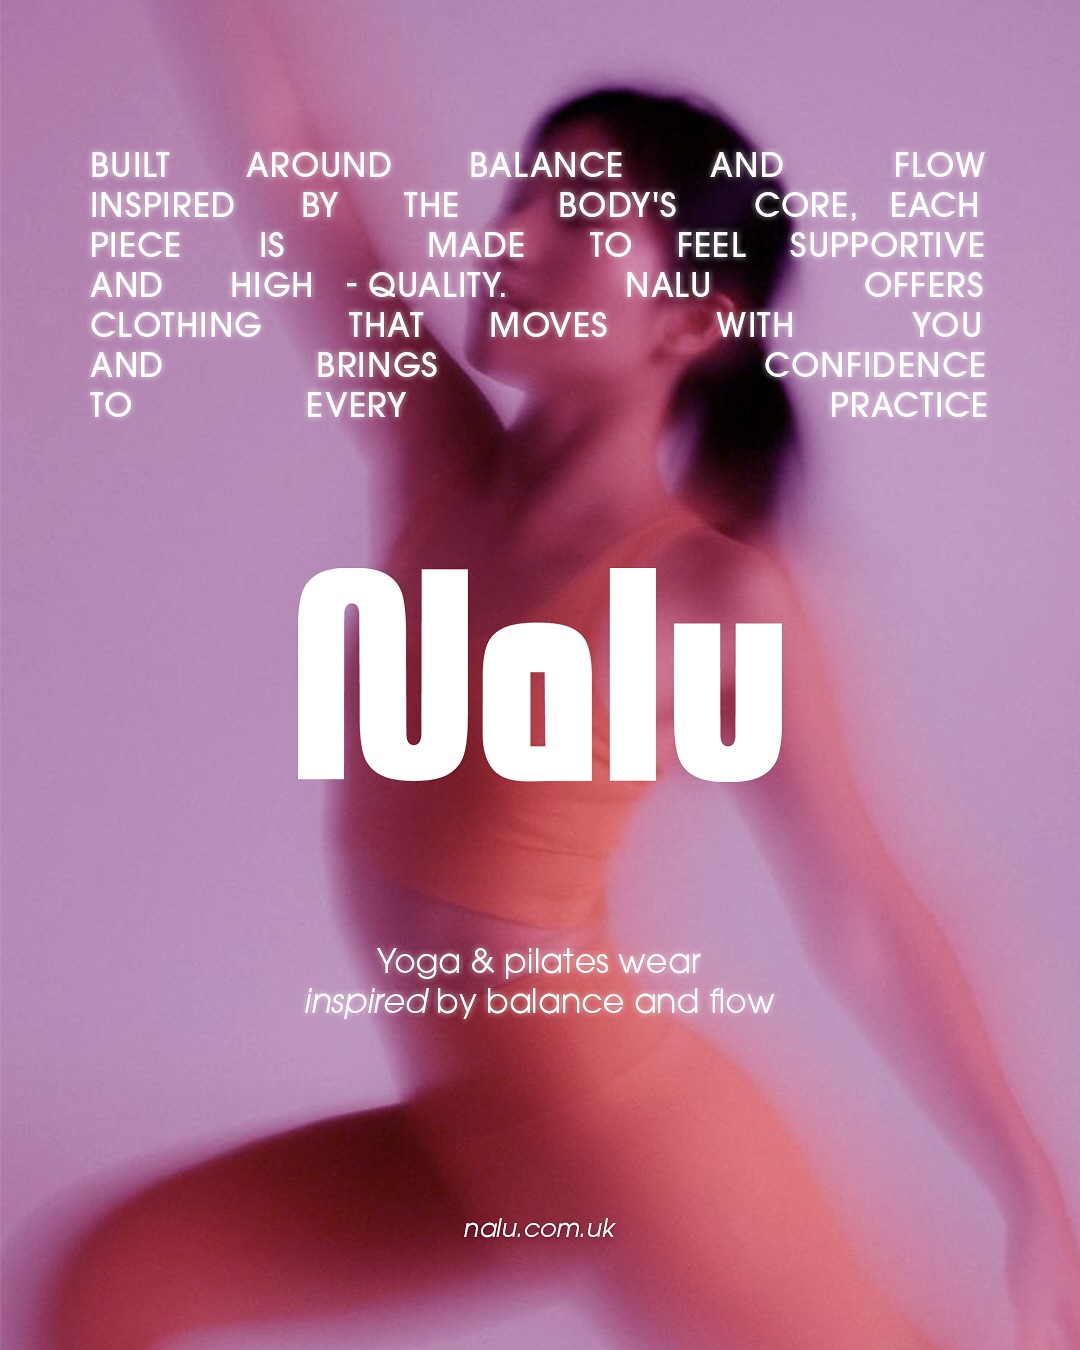 BUILT AROUND BALANCE AND FLOW
INSPIRED BY THE BODY'S CORE, EACH
PIECE IS MADE TO FEEL SUPPORTIVE
AND HIGH - QUALITY. NALU OFFERS
CLOTHING THAT MOVES WITH YOU
AND BRINGS CONFIDENCE
TO EVERY PRACTICE
Nalu
Yoga & pilates wear
inspired by balance and flow
nalu.com.uk